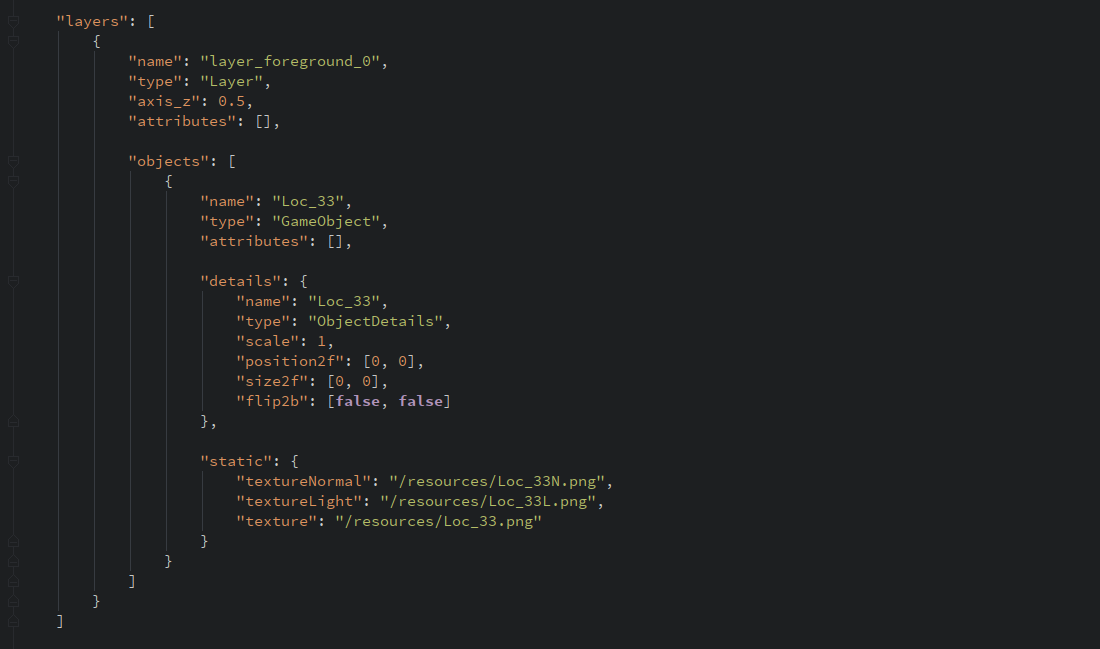 "layers": [
{
"name": "layer_foreground_0",
"type": "Layer",
"axis_z": 0.5,
"attributes": [],
"objects": [
{
"name": "Loc_33",
"type": "GameObject",
"attributes": [],
"details": {
"name": "Loc_33",
"type": "ObjectDetails",
"scale": 1,
"position2f": [0, 0],
"size2f": [0, 0],
"flip2b": [false, false]
},
"static": {
"textureNormal": "/resources/Loc_33N.png",
"textureLight": "/resources/Loc_33L.png",
"texture": "/resources/Loc_33.png"
}
}
]
}
]